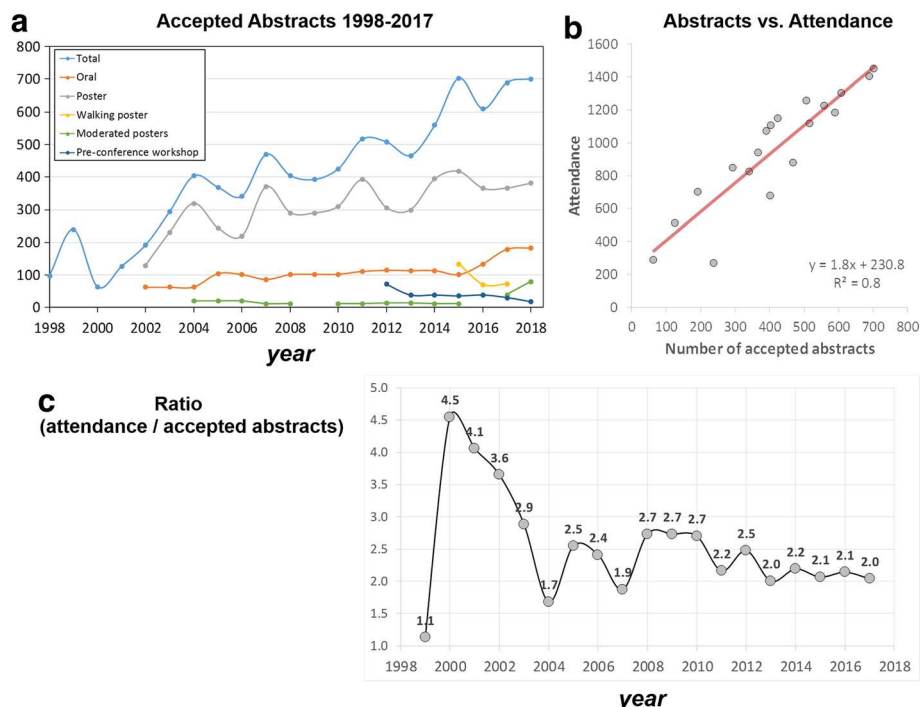 a
Accepted Abstracts 1998-2017
800
700
600
500
400
300
200
100
0
Total
Oral
Poster
Walking poster
Moderated posters
Pre-conference workshop
1998 2000 2002 2004 2006 2008 2010 2012 2014 2016 2018
year
b
Abstracts vs. Attendance
1600
1400
1200
1000
800
600
400
200
0
Attendance
y = 1.8x + 230.8
R² = 0.8
0 100 200 300 400 500 600 700 800
Number of accepted abstracts
c
Ratio
(attendance / accepted abstracts)
5.0
4.5
4.0
3.5
3.0
2.5
2.0
1.5
1.0
1.1 4.5 4.1 3.6 2.9 1.7 2.5 2.4 1.9 2.7 2.7 2.7 2.2 2.5 2.0 2.2 2.1 2.1 2.0
1998 2000 2002 2004 2006 2008 2010 2012 2014 2016 2018
year